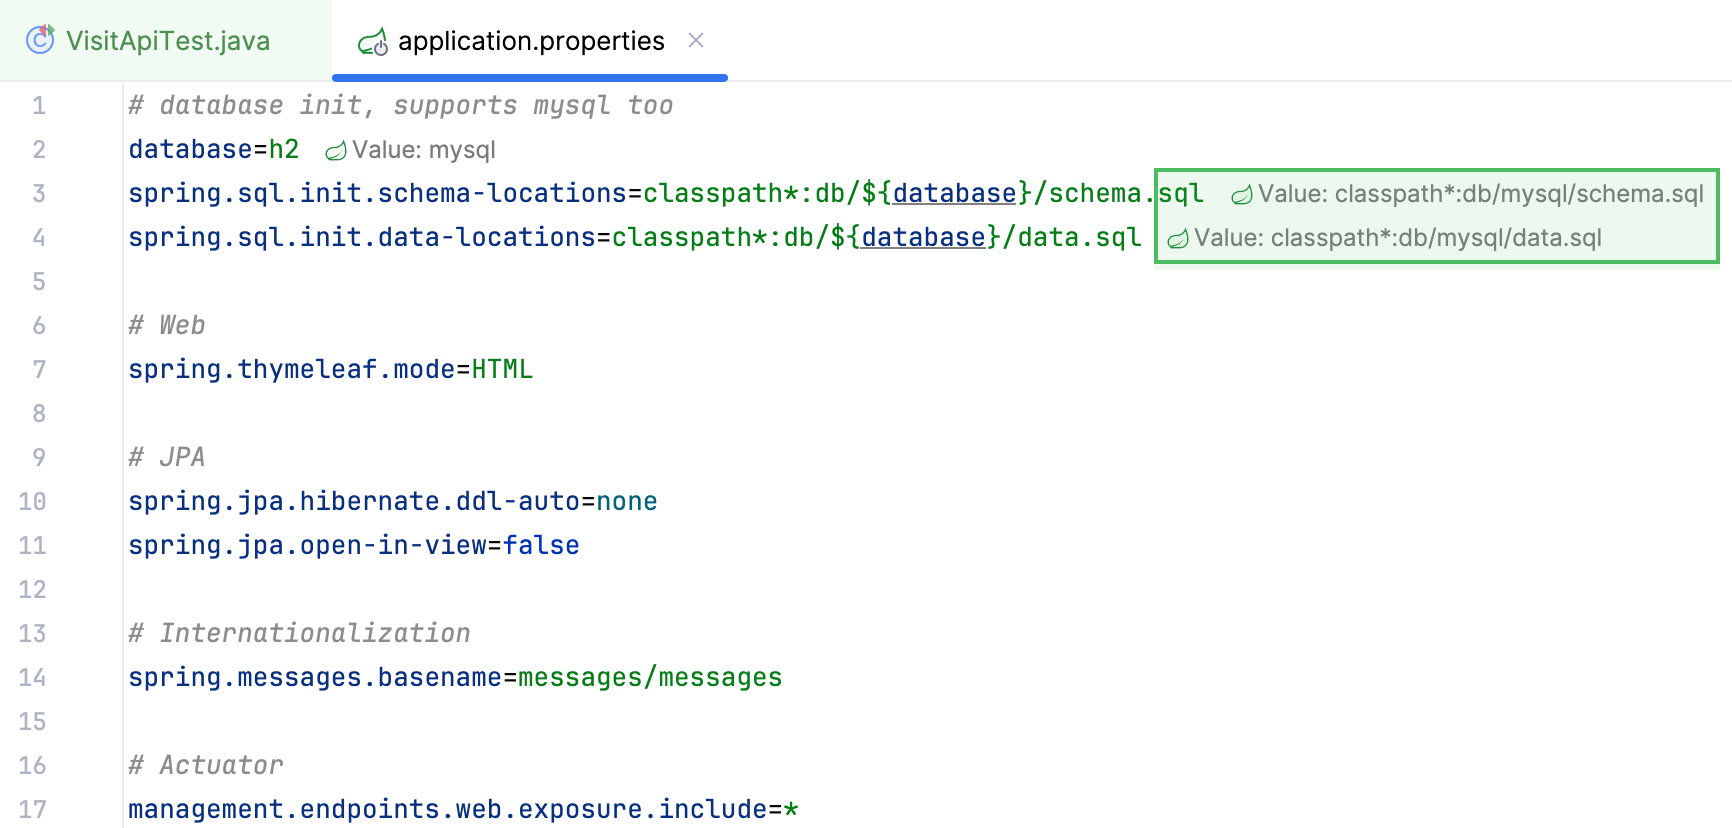 VisitApiTest.java application.properties
1 # database init, supports mysql too
2 database=h2 Value: mysql
3 spring.sql.init.schema-locations=classpath*:db/${database}/schema.sql Value: classpath*:db/mysql/schema.sql
4 spring.sql.init.data-locations=classpath*:db/${database}/data.sql Value: classpath*:db/mysql/data.sql
5
6 # Web
7 spring.thymeleaf.mode=HTML
8
9 # JPA
10 spring.jpa.hibernate.ddl-auto=none
11 spring.jpa.open-in-view=false
12
13 # Internationalization
14 spring.messages.basename=messages/messages
15
16 # Actuator
17 management.endpoints.web.exposure.include=*